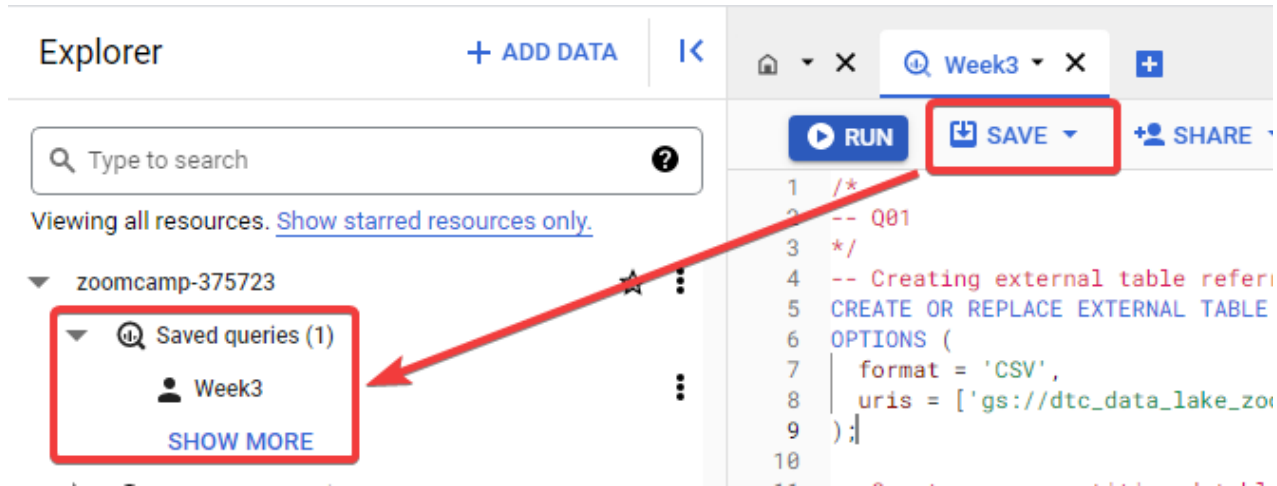 Explorer
+ ADD DATA
Type to search
Viewing all resources. Show starred resources only.
zoomcamp-375723
Saved queries (1)
Week3
SHOW MORE
Week3
RUN
SAVE
SHARE
1 /*
2 -- Q01
3 */
4 -- Creating external table referr
5 CREATE OR REPLACE EXTERNAL TABLE
6 OPTIONS (
7 format = 'CSV',
8 uris = ['gs://dtc_data_lake_zoo
9 );
10